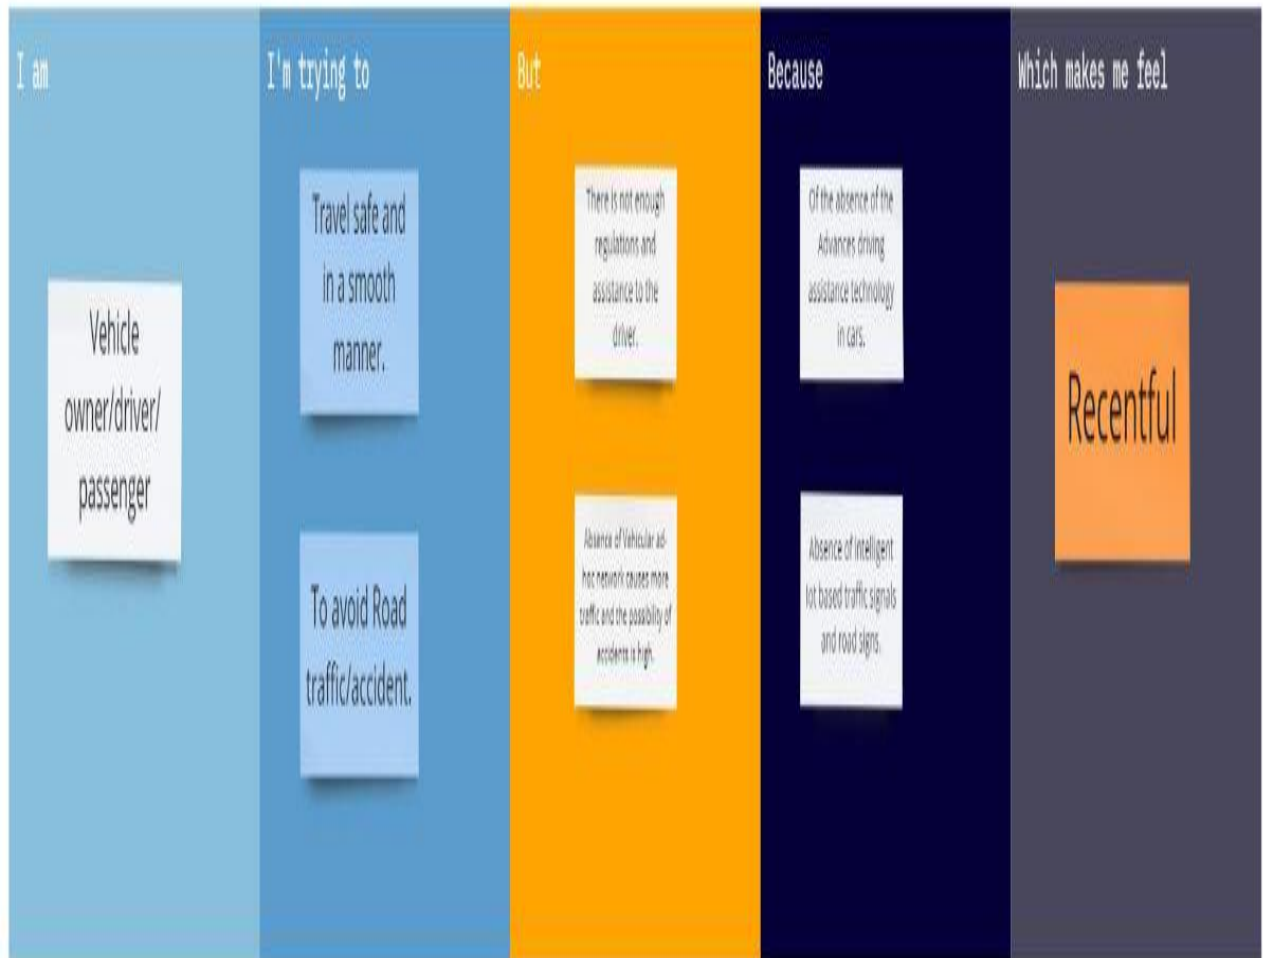 I am
Vehicle
owner/driver/
passenger
I'm trying to
Travel safe and
in a smooth
manner.
To avoid Road
traffic/accident.
But
There is not enough
regulations and
assistance to the
driver.
Absence of Vehicular ad-
hoc network causes more
traffic and the possibility of
accidents is high.
Because
Of the absence of the
Advances driving
assistance technology
in cars.
Absence of intelligent
Iot based traffic signals
and road signs.
Which makes me feel
Recentful